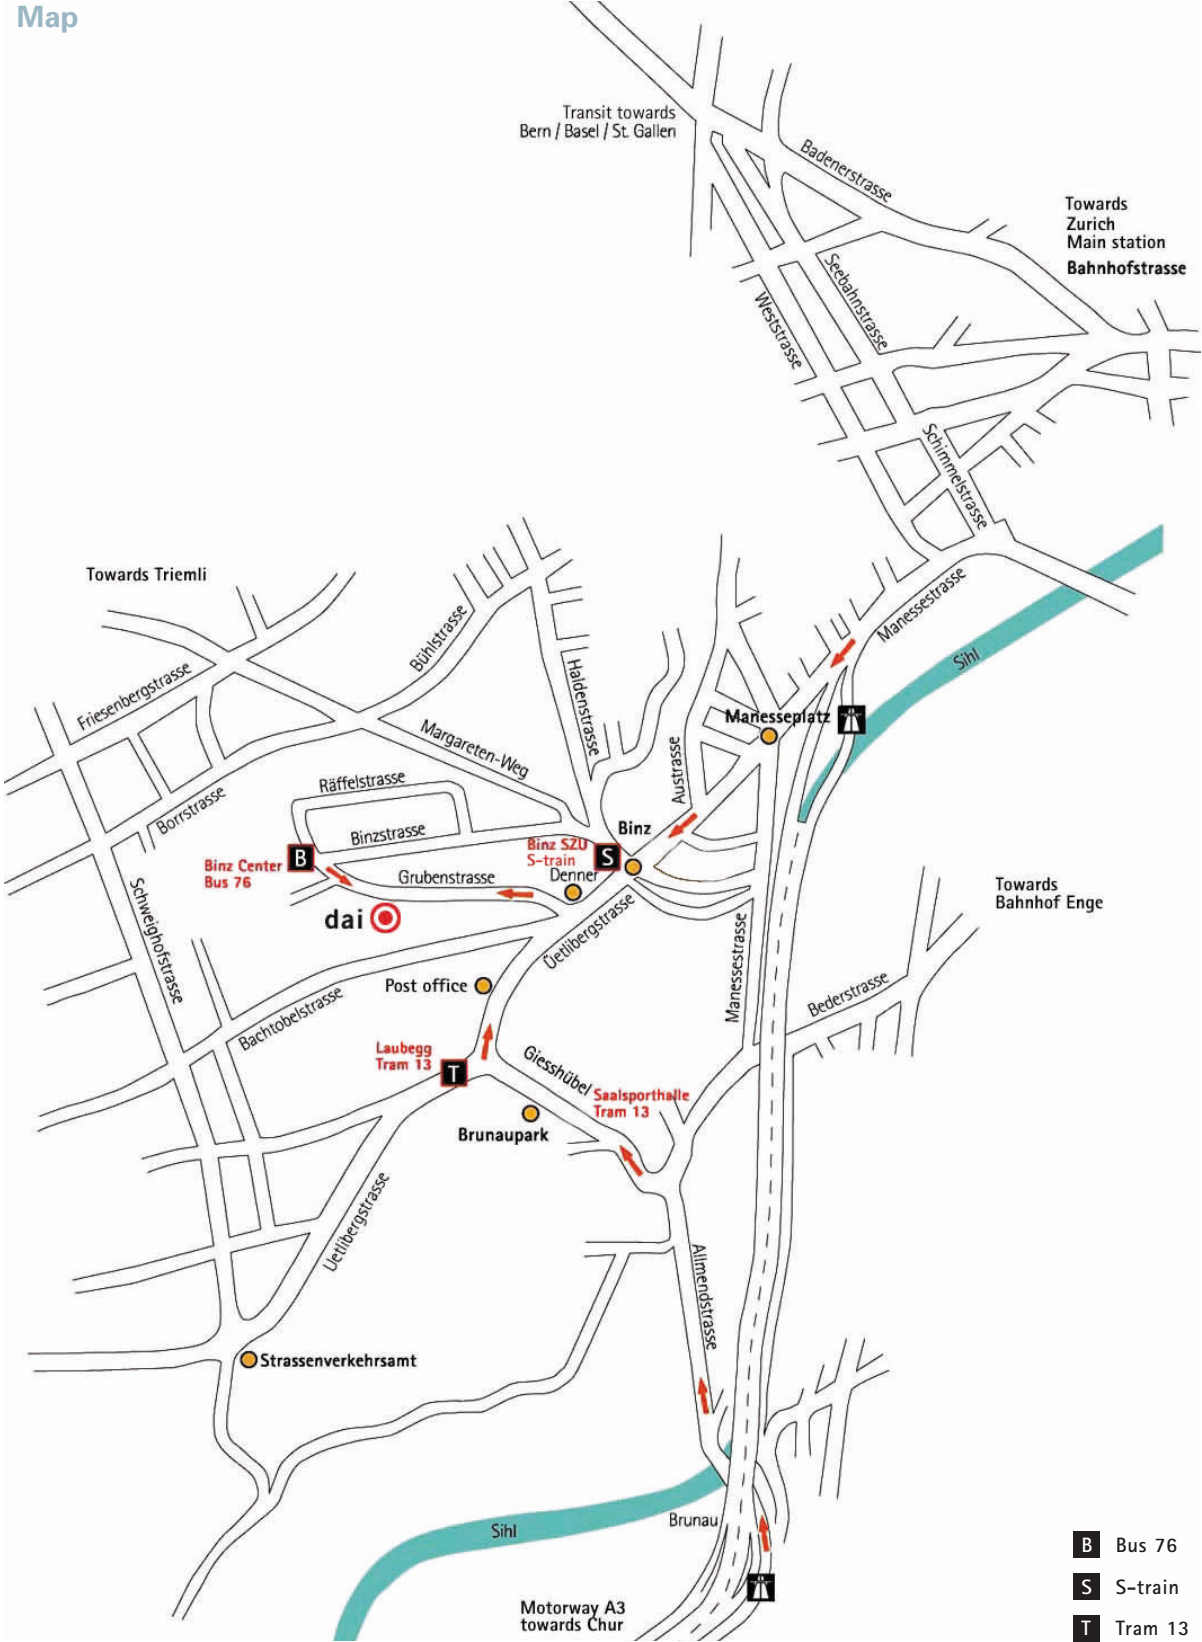 Map
Transit towards
Bern / Basel / St. Gallen
Badenerstrasse
Towards
Zurich
Main station
Bahnhofstrasse
Seebahnstrasse
Weststrasse
Schimmelstrasse
Towards Triemli
Manessestrasse
Sihl
Bühlstrasse
Friesenbergstrasse
Haldenstrasse
Manesseplatz
Margareten-Weg
Austrasse
Räffelstrasse
Borrstrasse
Binzstrasse
Binz
Binz SZU
S-train
S
B
Binz Center
Bus 76
Denner
Grubenstrasse
dai
Towards
Bahnhof Enge
Schweighofstrasse
Üetlibergstrasse
Manessestrasse
Post office
Bederstrasse
Bachtobelstrasse
Laubegg
Tram 13
T
Giesshübel
Saalsporthalle
Tram 13
Brunaupark
Uetlibergstrasse
Allmendstrasse
Strassenverkehrsamt
Brunau
Sihl
Motorway A3
towards Chur
B Bus 76
S S-train
T Tram 13